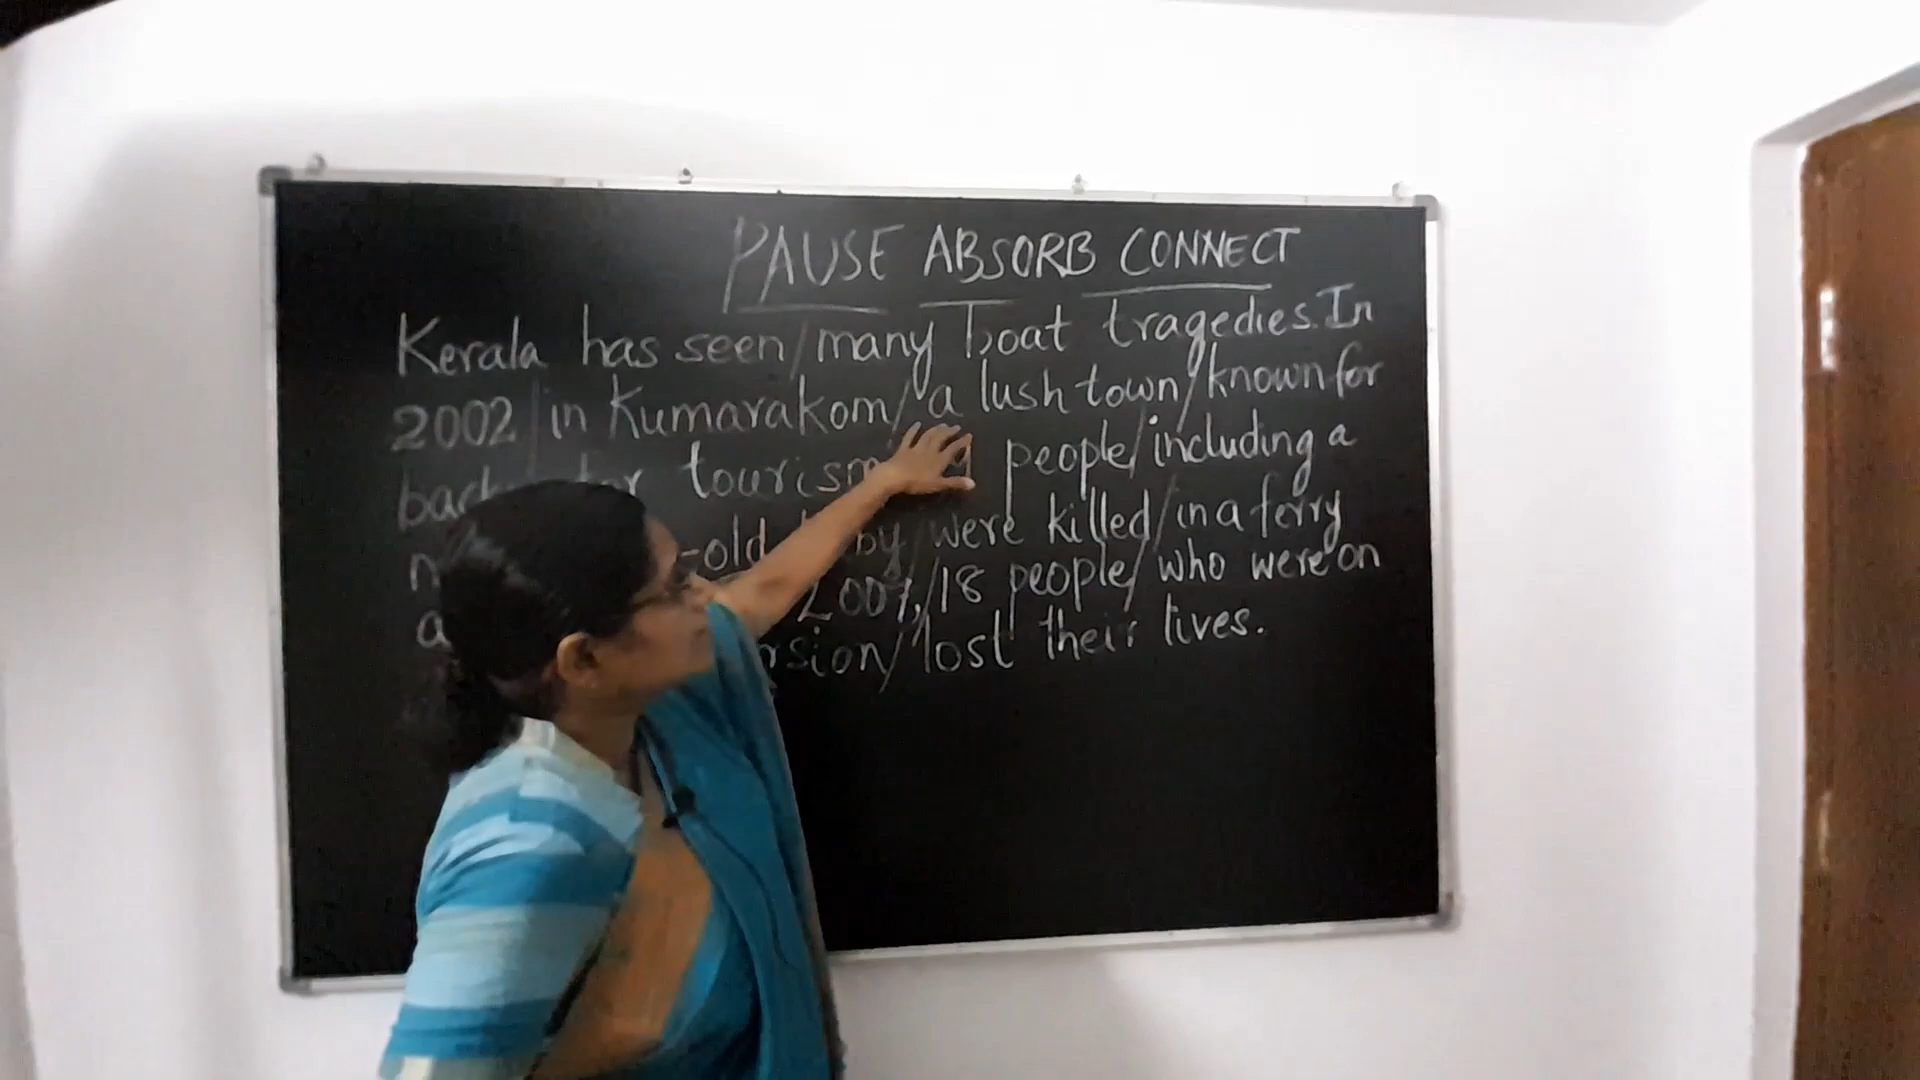 PAUSE ABSORB CONNECT
Kerala has seen/many boat tragedies. In
2002/in Kumarakom/a lush town/known for
tourism people/including a
-old were killed/in a ferry
2007,/18 people/who were on
lost their lives.